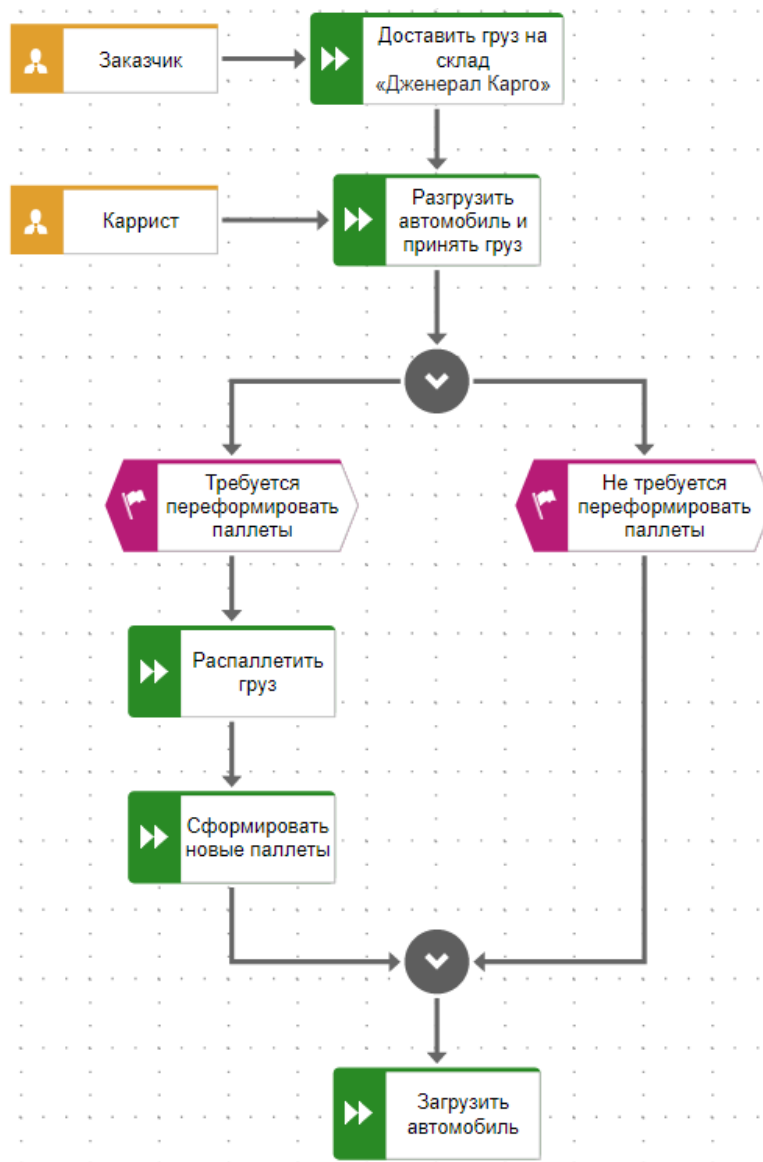 Заказчик
Доставить груз на
склад
«Дженерал Карго»
Каррист
Разгрузить
автомобиль и
принять груз
Требуется
переформировать
паллеты
Не требуется
переформировать
паллеты
Распаллетить
груз
Сформировать
новые паллеты
Загрузить
автомобиль